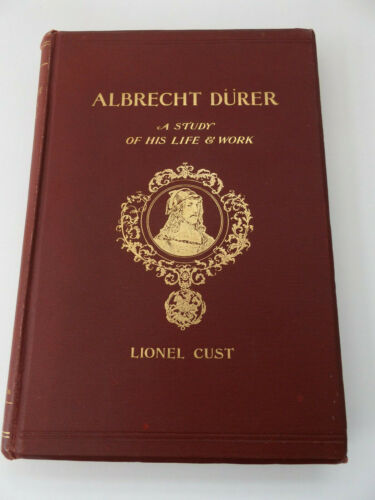 ALBRECHT DÜRER
A STUDY
OF HIS LIFE & WORK
LIONEL CUST